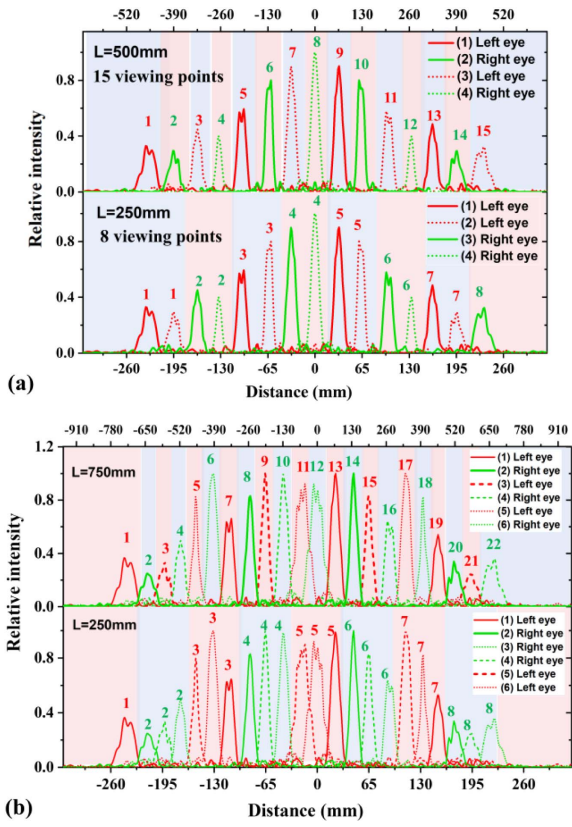 -520 -390 -260 -130 0 130 260 390 520
L=500mm
15 viewing points
(1) Left eye
(2) Right eye
(3) Left eye
(4) Right eye
1 2 3 4 5 6 7 8 9 10 11 12 13 14 15
0.8
0.4
0.0
Relative intensity
L=250mm
8 viewing points
(1) Left eye
(2) Left eye
(3) Right eye
(4) Right eye
1 1 2 2 3 3 4 4 5 5 6 6 7 7 8
0.8
0.4
0.0
-260 -195 -130 -65 0 65 130 195 260
(a)
Distance (mm)
-910 -780 -650 -520 -390 -260 -130 0 130 260 390 520 650 780 910
1.2
L=750mm
(1) Left eye
(2) Right eye
(3) Left eye
(4) Right eye
(5) Left eye
(6) Right eye
1 2 3 4 5 6 7 8 9 10 11 12 13 14 15 16 17 18 19 20 21 22
0.8
0.4
0.0
Relative intensity
L=250mm
(1) Left eye
(2) Right eye
(3) Right eye
(4) Right eye
(5) Left eye
(6) Left eye
1 2 2 2 3 3 3 4 4 4 5 5 5 6 6 6 7 7 7 8 8 8
0.8
0.4
0.0
-260 -195 -130 -65 0 65 130 195 260
(b)
Distance (mm)